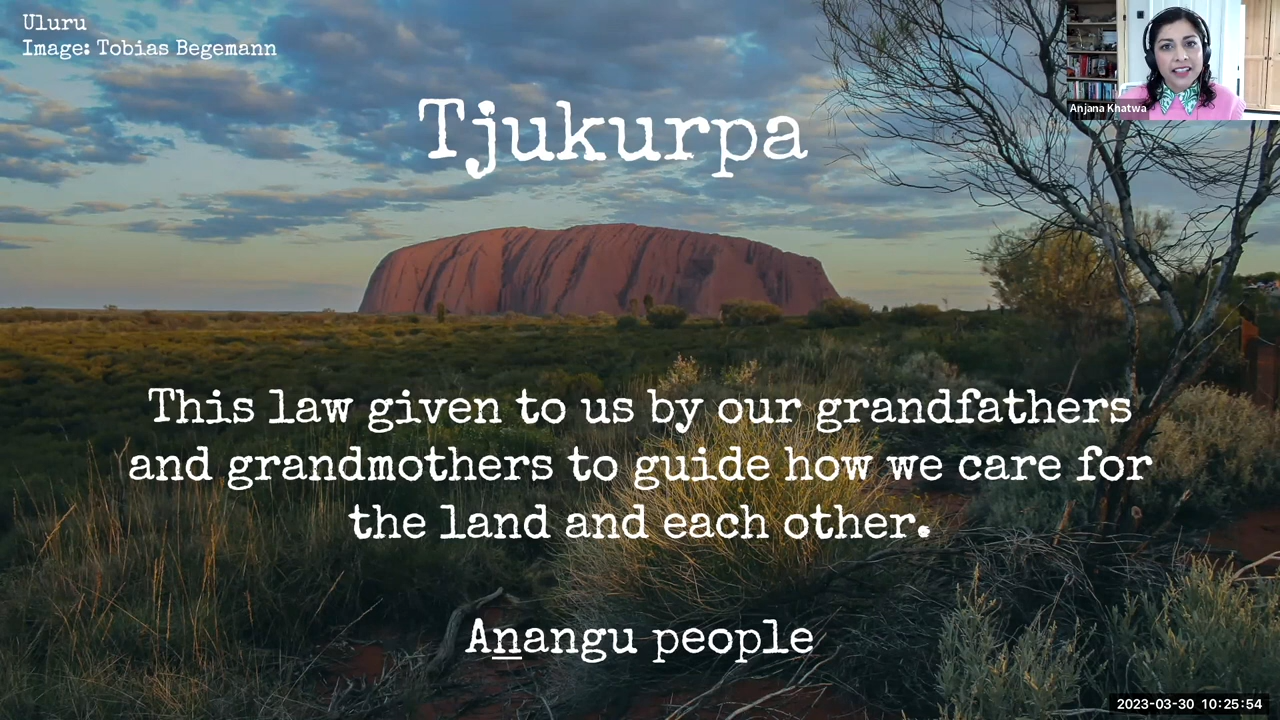 Uluru
Image: Tobias Begemann
Anjana Khatwa
Tjukurpa
This law given to us by our grandfathers
and grandmothers to guide how we care for
the land and each other.
Aṉangu people
2023-03-30 10:25:54